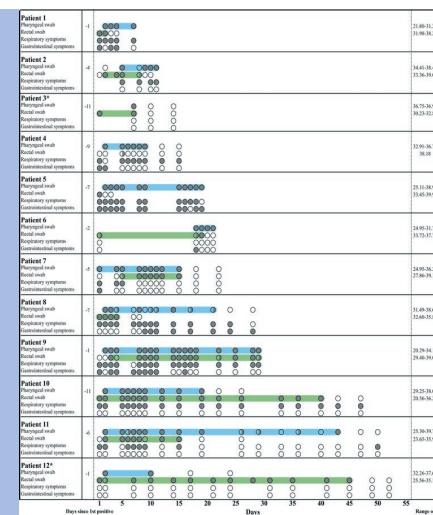 Patient 1
Pharyngeal swab -1
Rectal swab
Respiratory symptoms
Gastrointestinal symptoms
Patient 2
Pharyngeal swab -4
Rectal swab
Respiratory symptoms
Gastrointestinal symptoms
Patient 3*
Pharyngeal swab -11
Rectal swab
Respiratory symptoms
Gastrointestinal symptoms
Patient 4
Pharyngeal swab -9
Rectal swab 38.18
Respiratory symptoms
Gastrointestinal symptoms
Patient 5
Pharyngeal swab -7
Rectal swab
Respiratory symptoms
Gastrointestinal symptoms
Patient 6
Pharyngeal swab -2
Rectal swab
Respiratory symptoms
Gastrointestinal symptoms
Patient 7
Pharyngeal swab -5
Rectal swab
Respiratory symptoms
Gastrointestinal symptoms
Patient 8
Pharyngeal swab -7
Rectal swab
Respiratory symptoms
Gastrointestinal symptoms
Patient 9
Pharyngeal swab -1
Rectal swab
Respiratory symptoms
Gastrointestinal symptoms
Patient 10
Pharyngeal swab -11
Rectal swab
Respiratory symptoms
Gastrointestinal symptoms
Patient 11
Pharyngeal swab -6
Rectal swab
Respiratory symptoms
Gastrointestinal symptoms
Patient 12*
Pharyngeal swab -1
Rectal swab
Respiratory symptoms
Gastrointestinal symptoms
1 5 10 15 20 25 30 35 40 45 50 55
Days since 1st positive Days Range